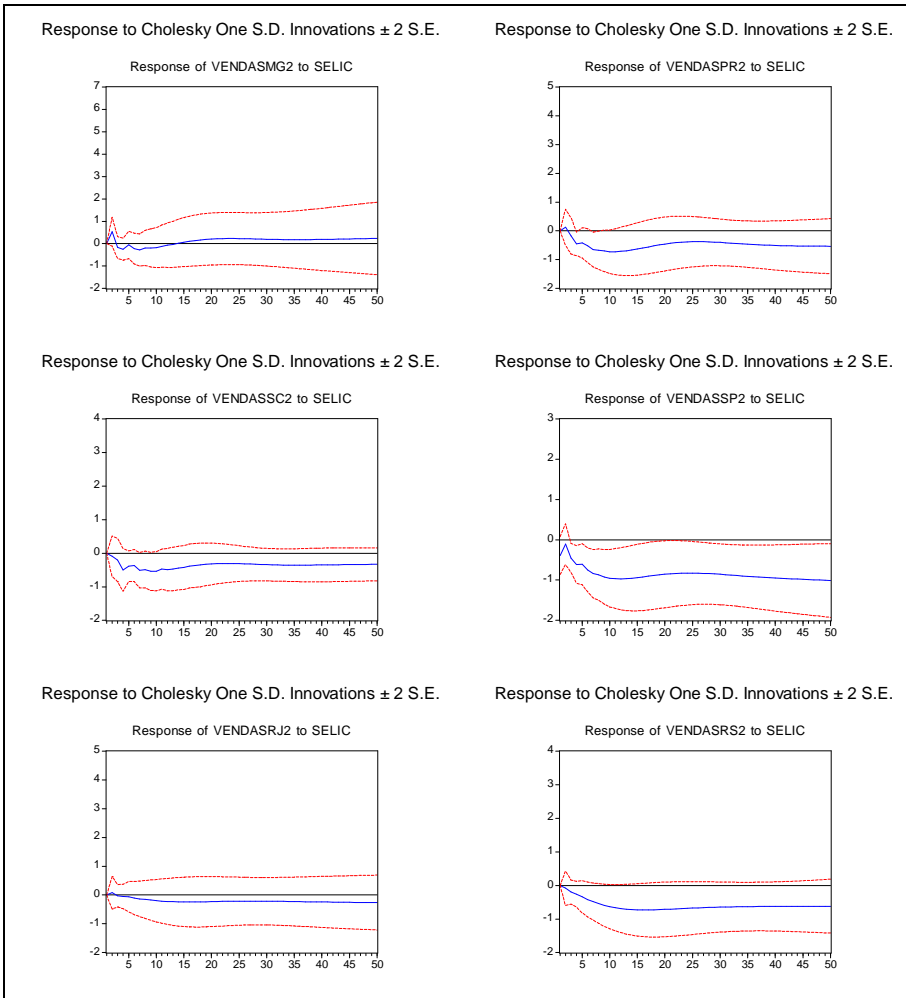 Response to Cholesky One S.D. Innovations ± 2 S.E.
Response of VENDASMG2 to SELIC
7
6
5
4
3
2
1
0
-1
-2
5 10 15 20 25 30 35 40 45 50
Response to Cholesky One S.D. Innovations ± 2 S.E.
Response of VENDASPR2 to SELIC
5
4
3
2
1
0
-1
-2
5 10 15 20 25 30 35 40 45 50
Response to Cholesky One S.D. Innovations ± 2 S.E.
Response of VENDASSC2 to SELIC
4
3
2
1
0
-1
-2
5 10 15 20 25 30 35 40 45 50
Response to Cholesky One S.D. Innovations ± 2 S.E.
Response of VENDASSP2 to SELIC
3
2
1
0
-1
-2
5 10 15 20 25 30 35 40 45 50
Response to Cholesky One S.D. Innovations ± 2 S.E.
Response of VENDASRJ2 to SELIC
5
4
3
2
1
0
-1
-2
5 10 15 20 25 30 35 40 45 50
Response to Cholesky One S.D. Innovations ± 2 S.E.
Response of VENDASRS2 to SELIC
4
3
2
1
0
-1
-2
5 10 15 20 25 30 35 40 45 50